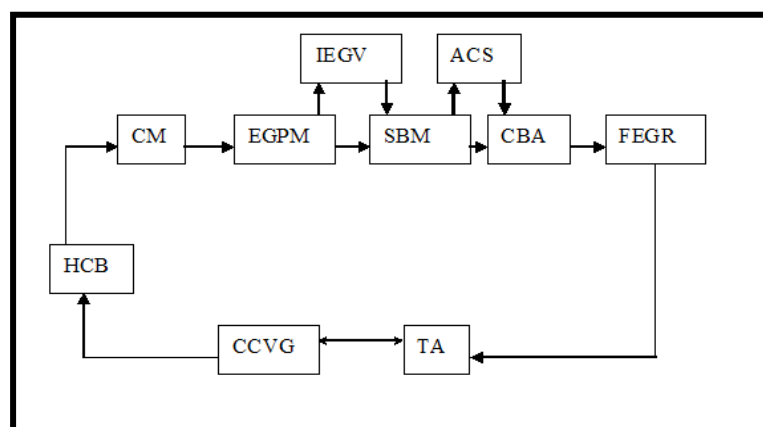 IEGV
ACS
CM
EGPM
SBM
CBA
FEGR
HCB
CCVG
TA